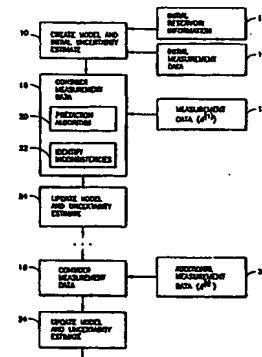 INITIAL
RESERVOIR
INFORMATION
10
CREATE MODEL AND
INITIAL UNCERTAINTY
ESTIMATE
INITIAL
MEASUREMENT
DATA
18
CONSIDER
MEASUREMENT
DATA
20
PREDICTION
ALGORITHM
MEASUREMENT
DATA
22
IDENTIFY
INCONSISTENCIES
24
UPDATE MODEL
AND UNCERTAINTY
ESTIMATE
18
CONSIDER
MEASUREMENT
DATA
ADDITIONAL
MEASUREMENT
DATA
24
UPDATE MODEL
AND UNCERTAINTY
ESTIMATE